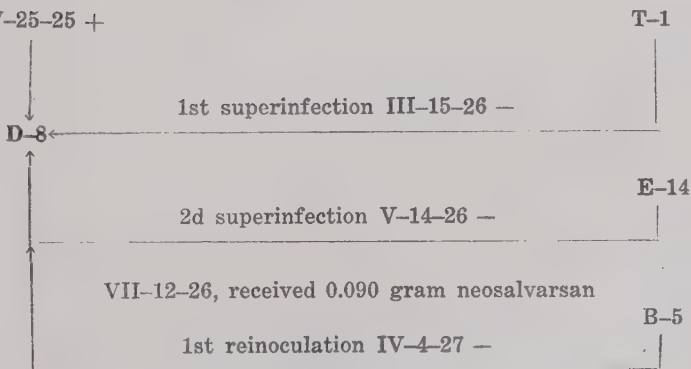 -25-25 + T-1
1st superinfection III-15-26 —
D-8
E-14
2d superinfection V-14-26 —
VII-12-26, received 0.090 gram neosalvarsan
B-5
1st reinoculation IV-4-27 —